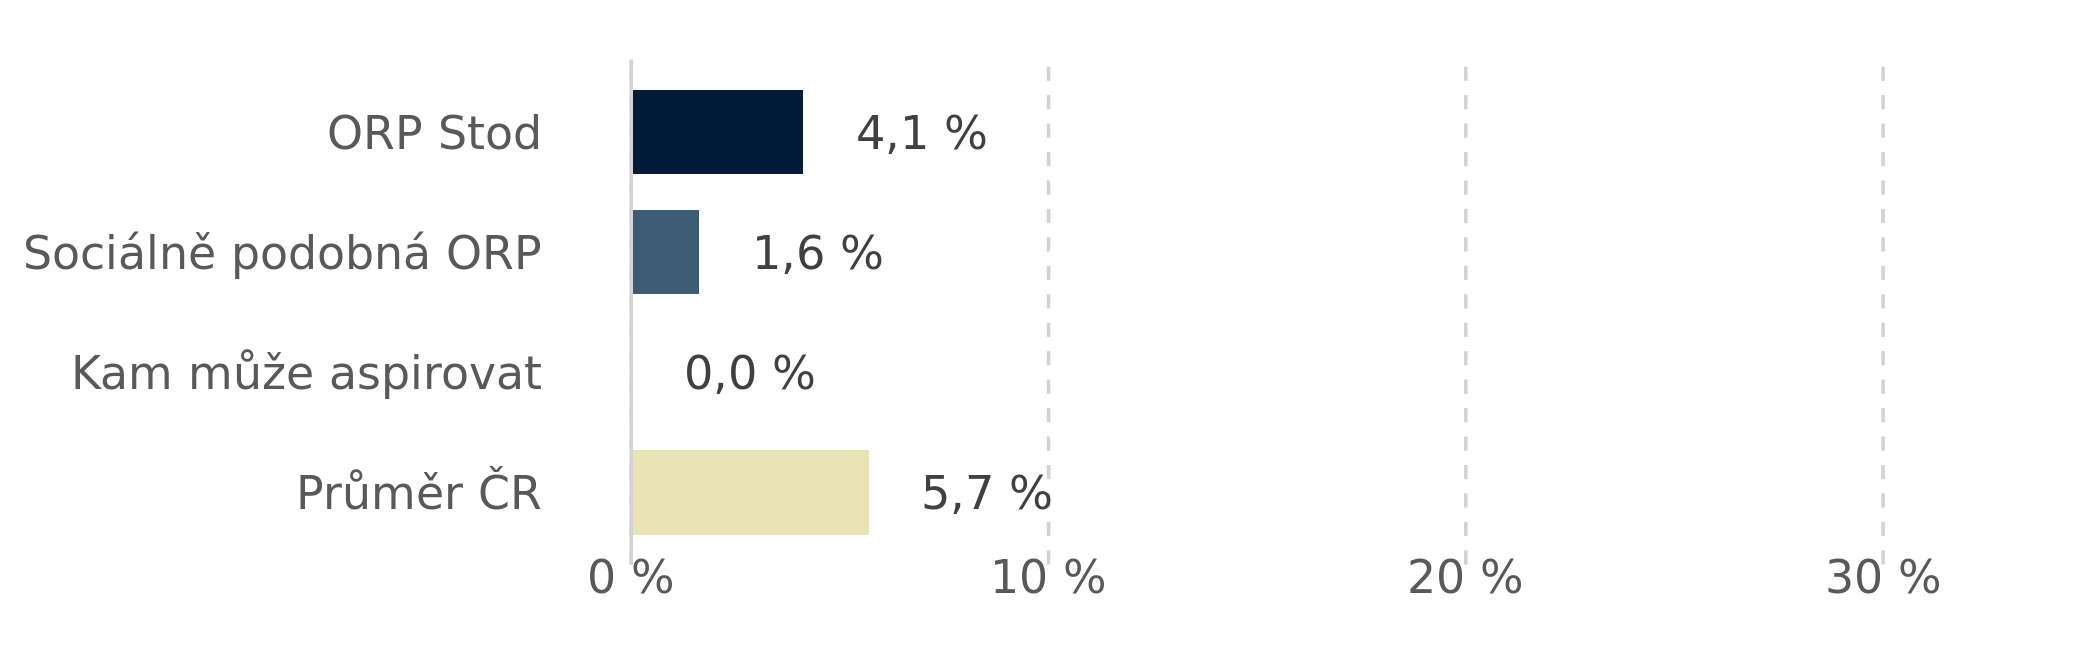 ORP Stod 4,1 %
Sociálně podobná ORP 1,6 %
Kam může aspirovat 0,0 %
Průměr ČR 5,7 %
0 % 10 % 20 % 30 %